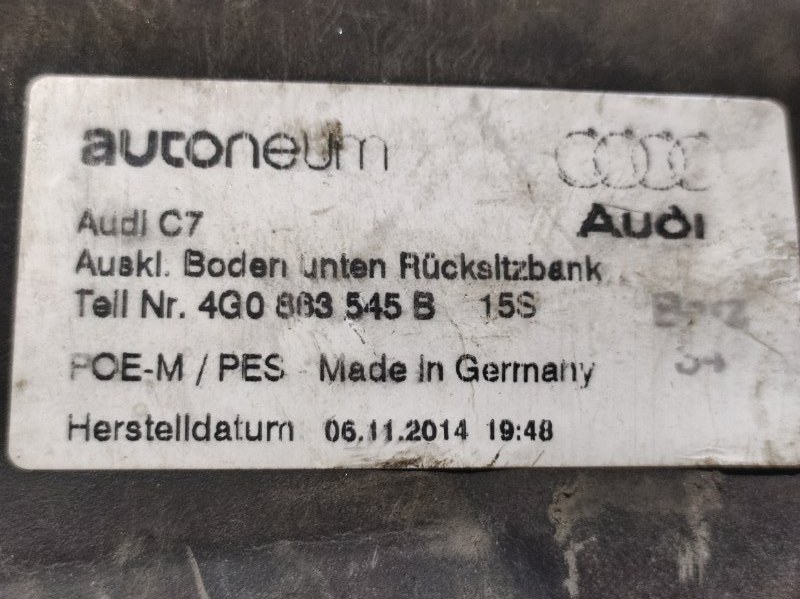 autoneum
Audi
Audi C7
Auskl. Boden unten Rücksitzbank
Teil Nr. 4G0 863 545 B 15S
POE-M / PES Made in Germany
Herstelldatum 06.11.2014 19:48